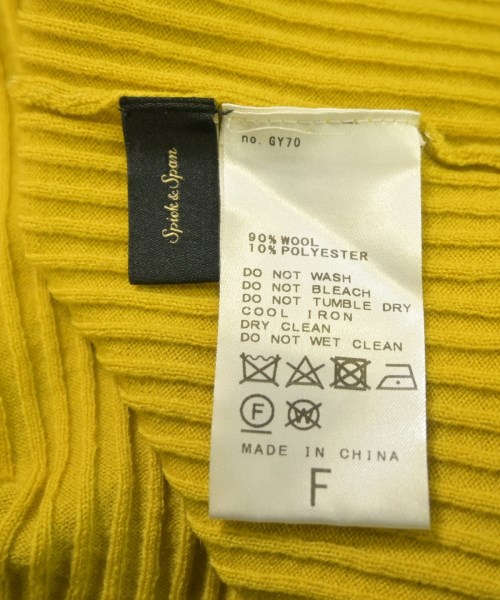 Spick & Span
no. GY70
90% WOOL
10% POLYESTER
DO NOT WASH
DO NOT BLEACH
DO NOT TUMBLE DRY
COOL IRON
DRY CLEAN
DO NOT WET CLEAN
F W
MADE IN CHINA
F